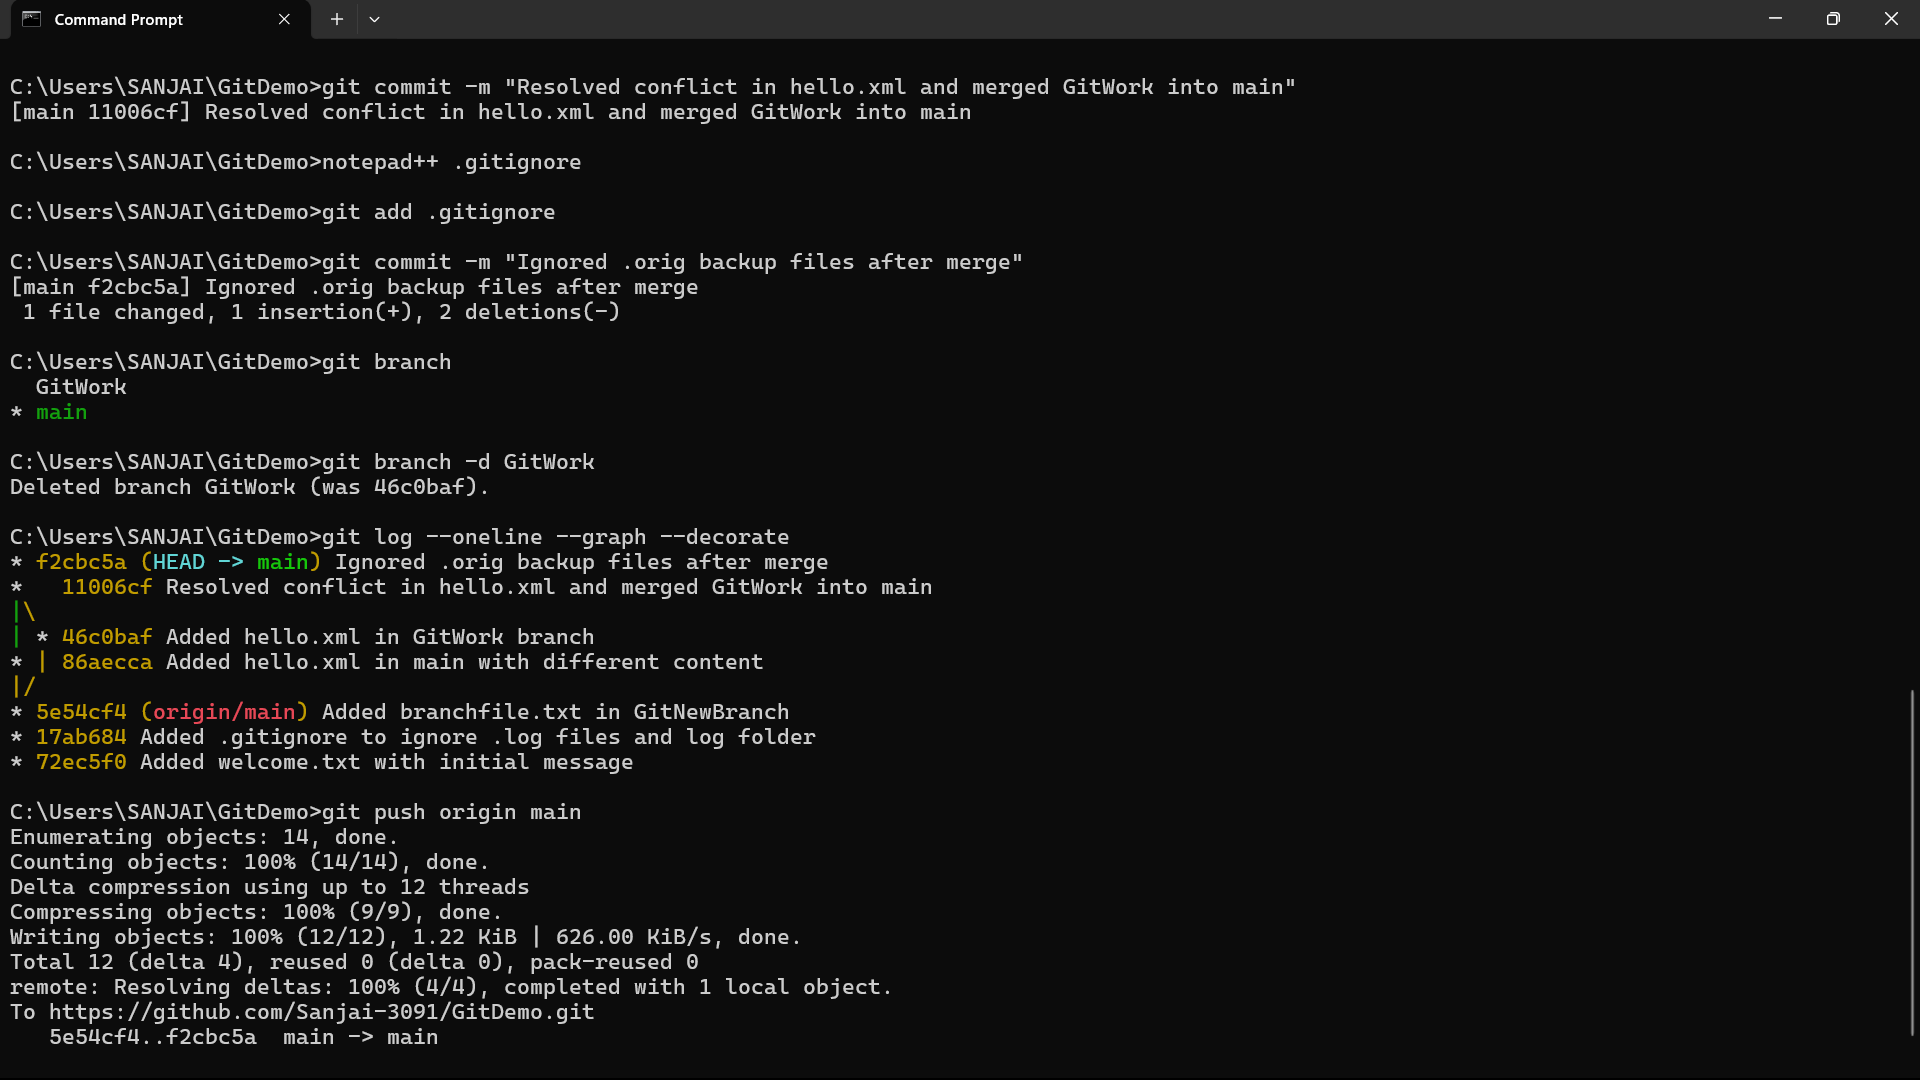 Command Prompt
C:\Users\SANJAI\GitDemo>git commit -m "Resolved conflict in hello.xml and merged GitWork into main"
[main 11006cf] Resolved conflict in hello.xml and merged GitWork into main
C:\Users\SANJAI\GitDemo>notepad++ .gitignore
C:\Users\SANJAI\GitDemo>git add .gitignore
C:\Users\SANJAI\GitDemo>git commit -m "Ignored .orig backup files after merge"
[main f2cbc5a] Ignored .orig backup files after merge
 1 file changed, 1 insertion(+), 2 deletions(-)
C:\Users\SANJAI\GitDemo>git branch
  GitWork
* main
C:\Users\SANJAI\GitDemo>git branch -d GitWork
Deleted branch GitWork (was 46c0baf).
C:\Users\SANJAI\GitDemo>git log --oneline --graph --decorate
* f2cbc5a (HEAD -> main) Ignored .orig backup files after merge
*   11006cf Resolved conflict in hello.xml and merged GitWork into main
|\
| * 46c0baf Added hello.xml in GitWork branch
* | 86aecca Added hello.xml in main with different content
|/
* 5e54cf4 (origin/main) Added branchfile.txt in GitNewBranch
* 17ab684 Added .gitignore to ignore .log files and log folder
* 72ec5f0 Added welcome.txt with initial message
C:\Users\SANJAI\GitDemo>git push origin main
Enumerating objects: 14, done.
Counting objects: 100% (14/14), done.
Delta compression using up to 12 threads
Compressing objects: 100% (9/9), done.
Writing objects: 100% (12/12), 1.22 KiB | 626.00 KiB/s, done.
Total 12 (delta 4), reused 0 (delta 0), pack-reused 0
remote: Resolving deltas: 100% (4/4), completed with 1 local object.
To https://github.com/Sanjai-3091/GitDemo.git
   5e54cf4..f2cbc5a  main -> main